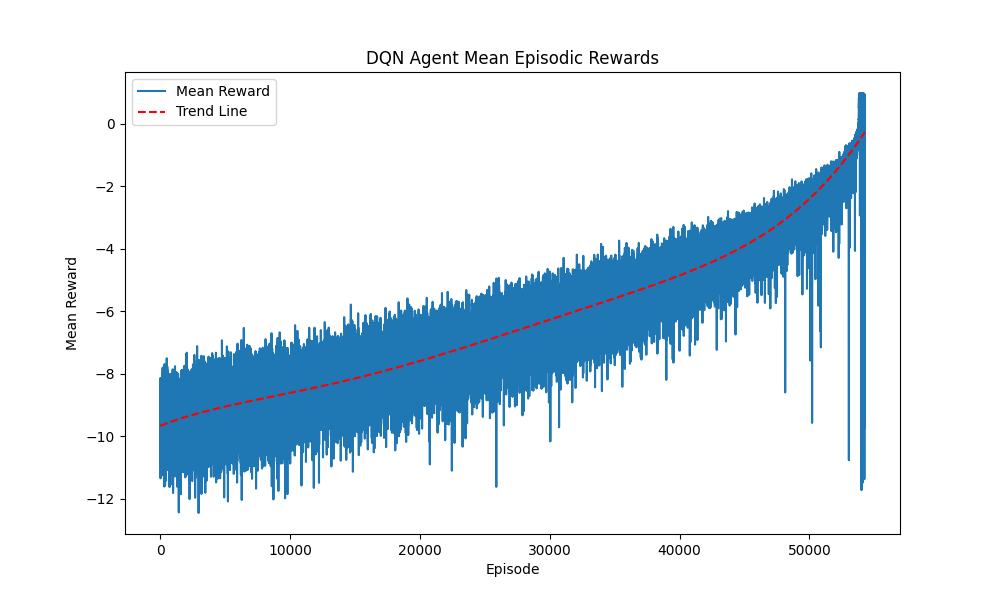 DQN Agent Mean Episodic Rewards
Mean Reward
Trend Line
0
−2
−4
−6
−8
−10
−12
Mean Reward
0
10000
20000
30000
40000
50000
Episode